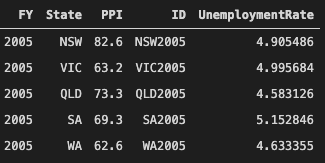 FY State PPI ID UnemploymentRate
2005 NSW 82.6 NSW2005 4.905486
2005 VIC 63.2 VIC2005 4.995684
2005 QLD 73.3 QLD2005 4.583126
2005 SA 69.3 SA2005 5.152846
2005 WA 62.6 WA2005 4.633355